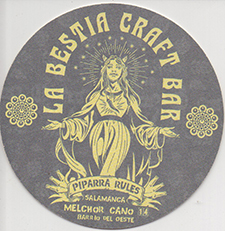 LA BESTIA CRAFT BAR
PIPARRA RULES
SALAMANCA
MELCHOR CANO 14
BARRIO DEL OESTE